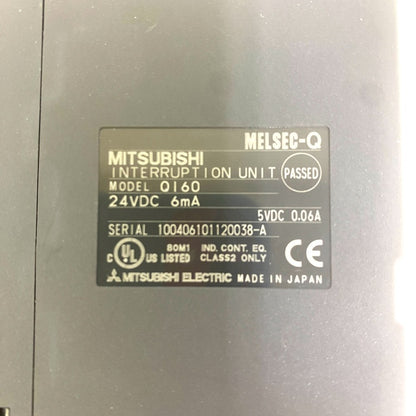 MELSEC-Q
MITSUBISHI
INTERRUPTION UNIT PASSED
MODEL QI60
24VDC 6mA
5VDC 0.06A
SERIAL 100406101120038-A
C UL US LISTED 80M1 IND. CONT. EQ. CLASS2 ONLY CE
MITSUBISHI ELECTRIC MADE IN JAPAN